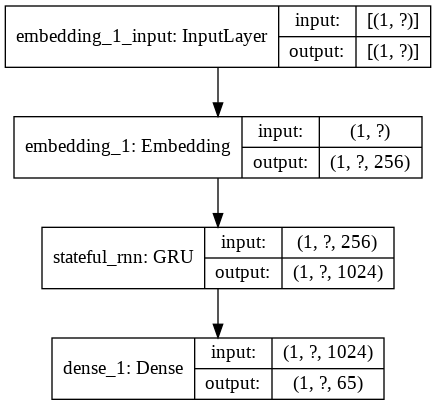 embedding_1_input: InputLayer
input: [(1, ?)]
output: [(1, ?)]
embedding_1: Embedding
input: (1, ?)
output: (1, ?, 256)
stateful_rnn: GRU
input: (1, ?, 256)
output: (1, ?, 1024)
dense_1: Dense
input: (1, ?, 1024)
output: (1, ?, 65)